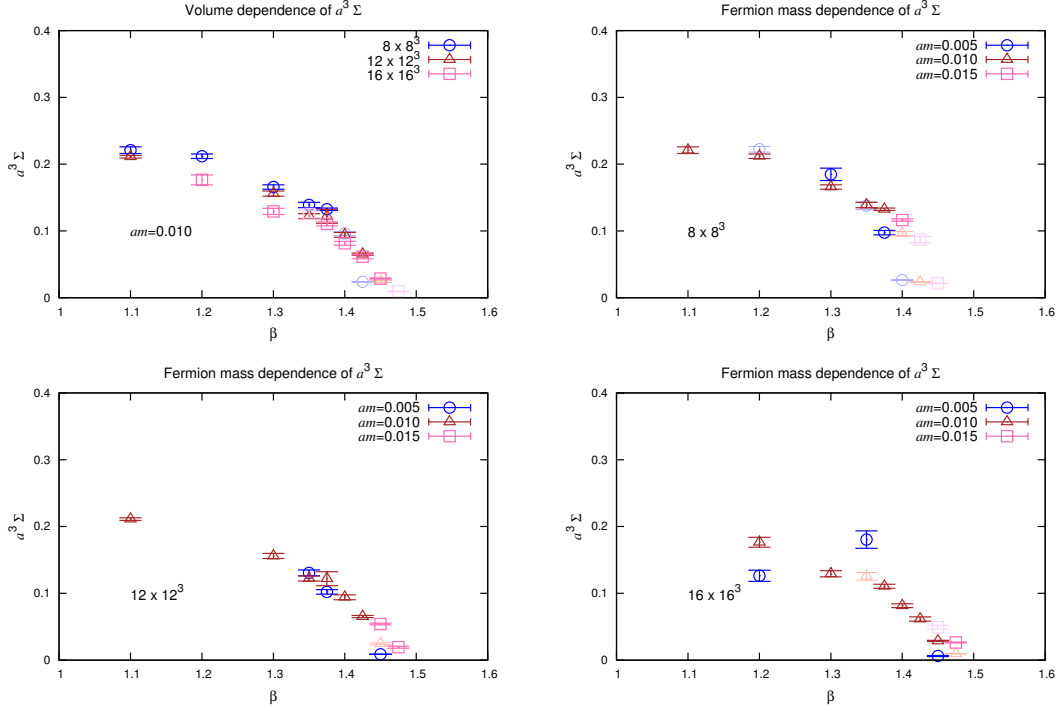 Volume dependence of a³ Σ
0.4
0.3
0.2
0.1
0
a³ Σ
8 x 8³
12 x 12³
16 x 16³
am=0.010
1 1.1 1.2 1.3 1.4 1.5 1.6
β
Fermion mass dependence of a³ Σ
0.4
0.3
0.2
0.1
0
a³ Σ
am=0.005
am=0.010
am=0.015
8 x 8³
1 1.1 1.2 1.3 1.4 1.5 1.6
β
Fermion mass dependence of a³ Σ
0.4
0.3
0.2
0.1
0
a³ Σ
am=0.005
am=0.010
am=0.015
12 x 12³
1 1.1 1.2 1.3 1.4 1.5 1.6
β
Fermion mass dependence of a³ Σ
0.4
0.3
0.2
0.1
0
a³ Σ
am=0.005
am=0.010
am=0.015
16 x 16³
1 1.1 1.2 1.3 1.4 1.5 1.6
β